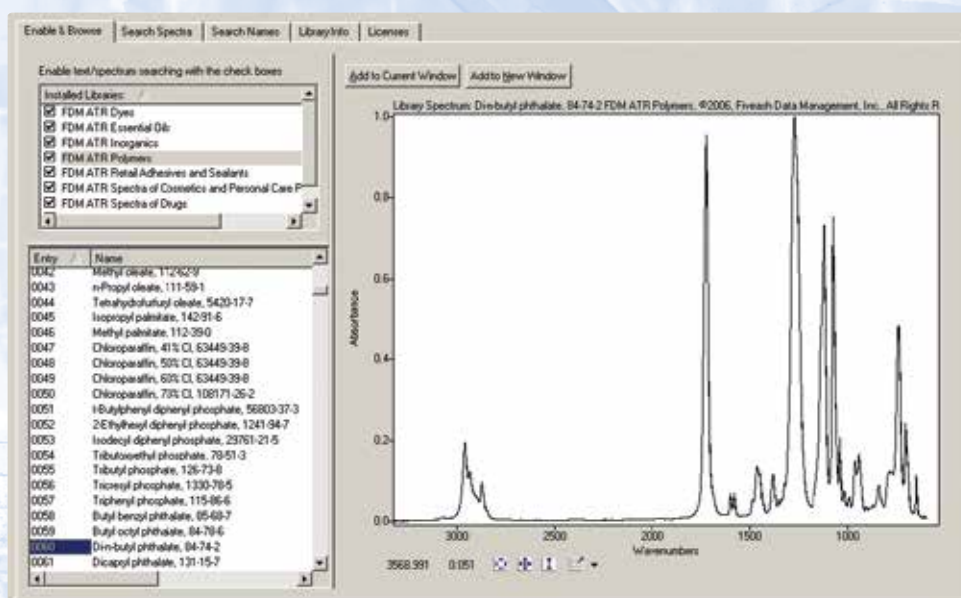 Enable & Browse Search Spectra Search Names Library Info Licenses
Enable text/spectrum searching with the check boxes
Installed Libraries:
FDM ATR Dyes
FDM ATR Essential Oils
FDM ATR Inorganics
FDM ATR Polymers
FDM ATR Retail Adhesives and Sealants
FDM ATR Spectra of Cosmetics and Personal Care P
FDM ATR Spectra of Drugs
Entry Name
0042 Methyl oleate, 112-62-9
0043 n-Propyl oleate, 111-59-1
0044 Tetrahydrofurfuryl oleate, 5420-17-7
0045 Isopropyl palmitate, 142-91-6
0046 Methyl palmitate, 112-39-0
0047 Chloroparaffin, 41% Cl, 63449-39-8
0048 Chloroparaffin, 50% Cl, 63449-39-8
0049 Chloroparaffin, 60% Cl, 63449-39-8
0050 Chloroparaffin, 73% Cl, 108171-26-2
0051 t-Butylphenyl diphenyl phosphate, 56803-37-3
0052 2-Ethylhexyl diphenyl phosphate, 1241-94-7
0053 Isodecyl diphenyl phosphate, 29761-21-5
0054 Tributoxyethyl phosphate, 78-51-3
0055 Tributyl phosphate, 126-73-8
0056 Tricresyl phosphate, 1330-78-5
0057 Triphenyl phosphate, 115-86-6
0058 Butyl benzyl phthalate, 85-68-7
0059 Butyl octyl phthalate, 84-78-6
0060 Di-n-butyl phthalate, 84-74-2
0061 Dicapryl phthalate, 131-15-7
Add to Current Window Add to New Window
Library Spectrum: Di-n-butyl phthalate, 84-74-2 FDM ATR Polymers, ©2006, Fiveash Data Management, Inc., All Rights R
1.0
0.8
0.6
0.4
0.2
0.0
Absorbance
3000 2500 2000 1500 1000
Wavenumbers
3568.991 0.051